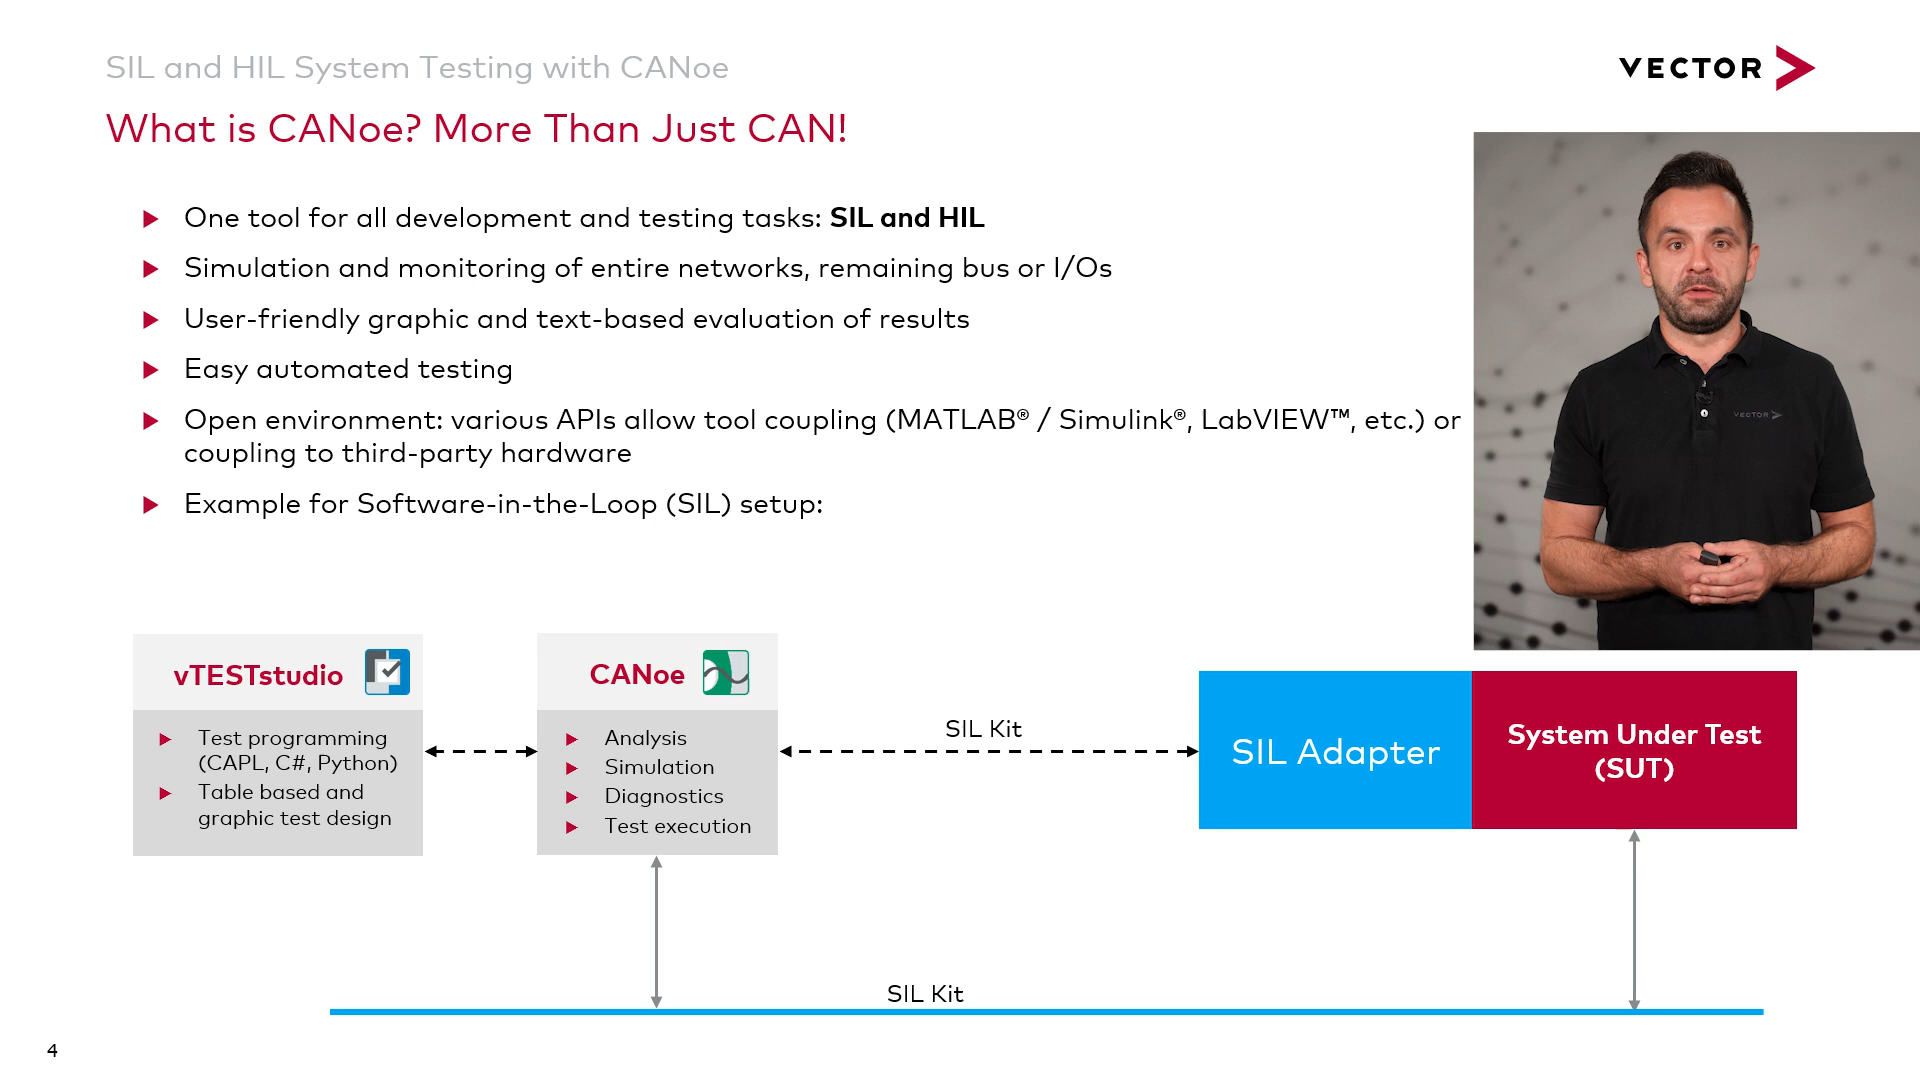 SIL and HIL System Testing with CANoe
VECTOR
What is CANoe? More Than Just CAN!
One tool for all development and testing tasks: SIL and HIL
Simulation and monitoring of entire networks, remaining bus or I/Os
User-friendly graphic and text-based evaluation of results
Easy automated testing
Open environment: various APIs allow tool coupling (MATLAB® / Simulink®, LabVIEW™, etc.) or
coupling to third-party hardware
Example for Software-in-the-Loop (SIL) setup:
VECTOR
vTESTstudio
Test programming
(CAPL, C#, Python)
Table based and
graphic test design
CANoe
Analysis
Simulation
Diagnostics
Test execution
SIL Kit
SIL Adapter
System Under Test
(SUT)
SIL Kit
4